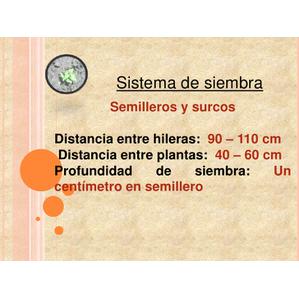 Sistema de siembra
Semilleros y surcos
Distancia entre hileras: 90 – 110 cm
Distancia entre plantas: 40 – 60 cm
Profundidad de siembra: Un
centímetro en semillero